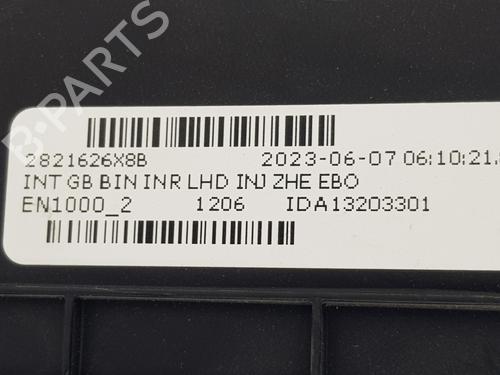 B-PARTS
2821626X8B 2023-06-07 06:10:21.
INT GB BIN INR LHD INJ ZHE EBO
EN1000_2 1206 IDA13203301